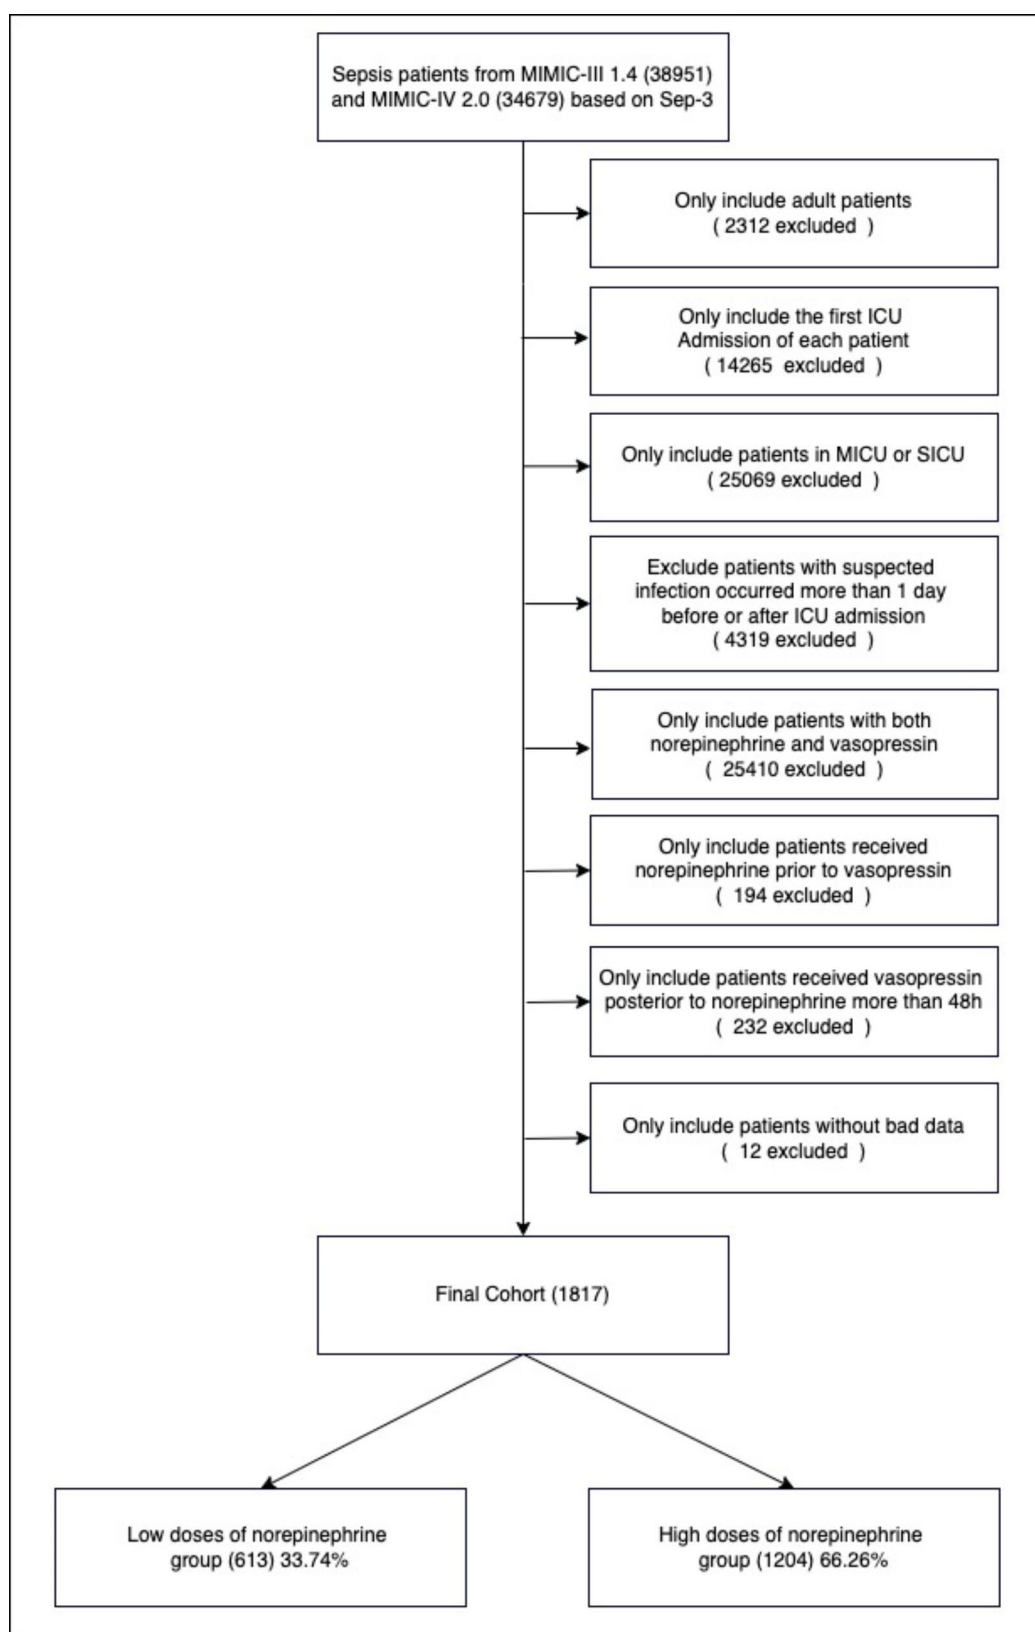 Sepsis patients from MIMIC-III 1.4 (38951)
and MIMIC-IV 2.0 (34679) based on Sep-3
Only include adult patients
( 2312 excluded )
Only include the first ICU
Admission of each patient
( 14265 excluded )
Only include patients in MICU or SICU
( 25069 excluded )
Exclude patients with suspected
infection occurred more than 1 day
before or after ICU admission
( 4319 excluded )
Only include patients with both
norepinephrine and vasopressin
( 25410 excluded )
Only include patients received
norepinephrine prior to vasopressin
( 194 excluded )
Only include patients received vasopressin
posterior to norepinephrine more than 48h
( 232 excluded )
Only include patients without bad data
( 12 excluded )
Final Cohort (1817)
Low doses of norepinephrine
group (613) 33.74%
High doses of norepinephrine
group (1204) 66.26%